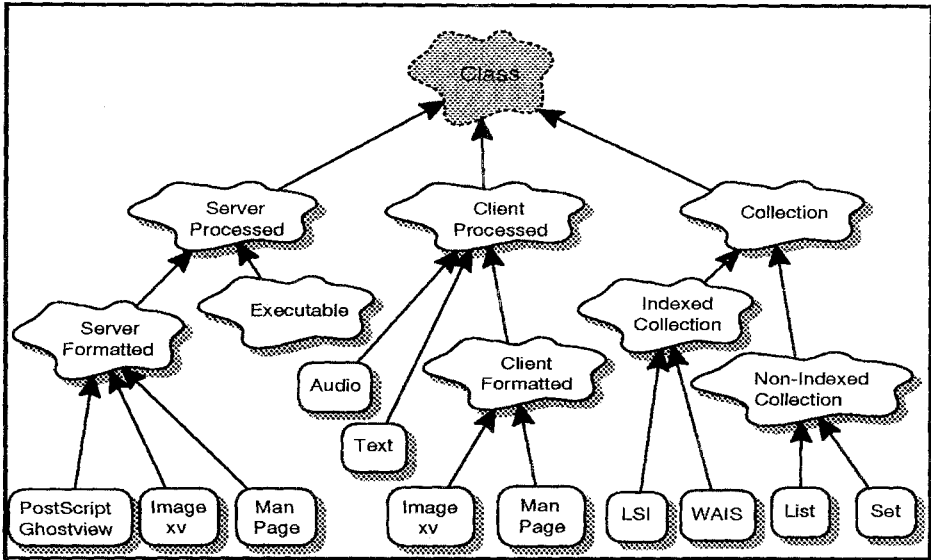 Class
Server
Processed
Client
Processed
Collection
Server
Formatted
Executable
Indexed
Collection
Audio
Client
Formatted
Non-Indexed
Collection
Text
PostScript
Ghostview
Image
xv
Man
Page
Image
xv
Man
Page
LSI
WAIS
List
Set